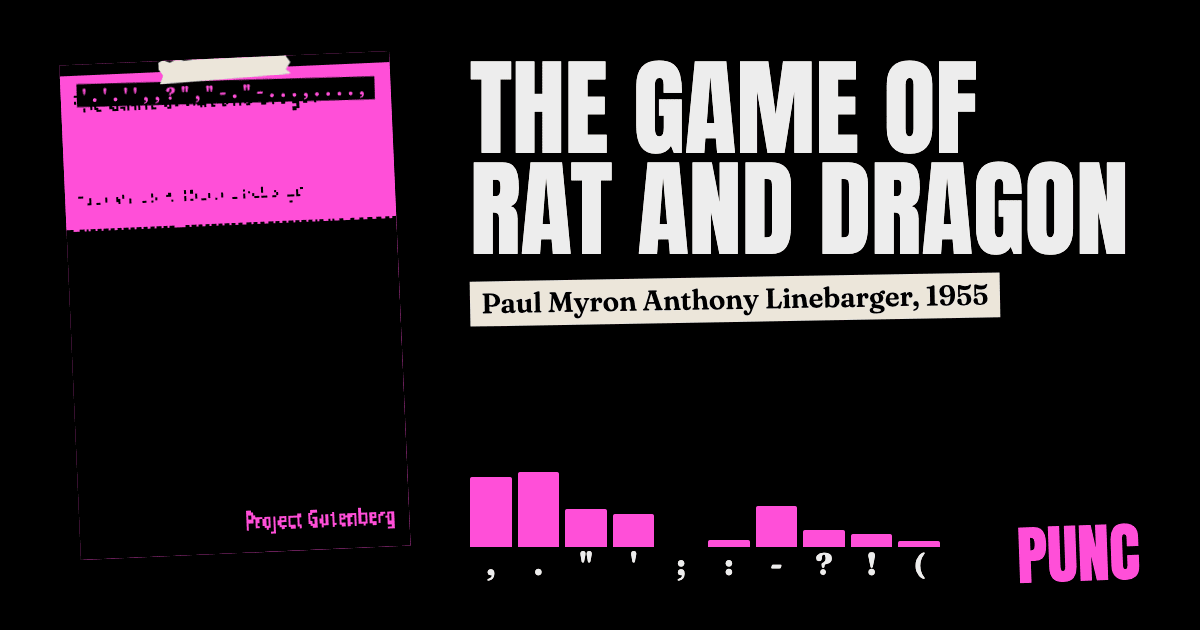 '.'.'',,?","-."-...,....,
Project Gutenberg
THE GAME OF
RAT AND DRAGON
Paul Myron Anthony Linebarger, 1955
, . " ' ; : - ? ! (
PUNC